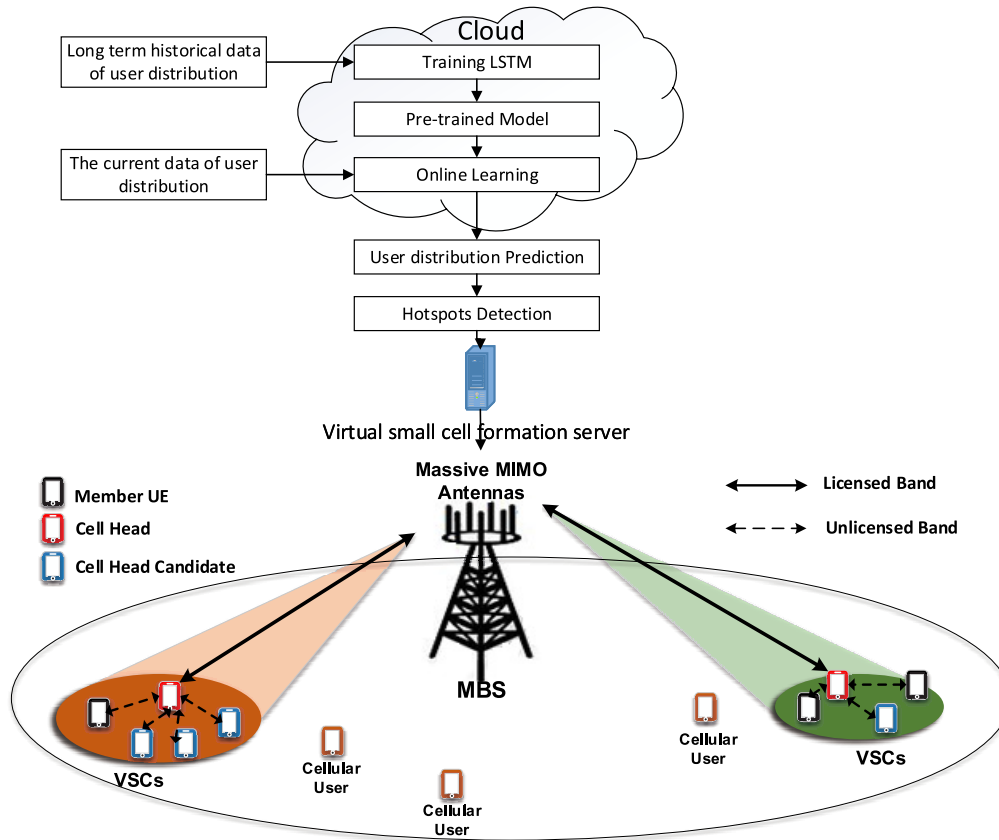 Cloud
Long term historical data
of user distribution
Training LSTM
Pre-trained Model
The current data of user
distribution
Online Learning
User distribution Prediction
Hotspots Detection
Virtual small cell formation server
Massive MIMO
Antennas
Member UE
Cell Head
Cell Head Candidate
Licensed Band
Unlicensed Band
MBS
VSCs
Cellular
User
Cellular
User
Cellular
User
VSCs